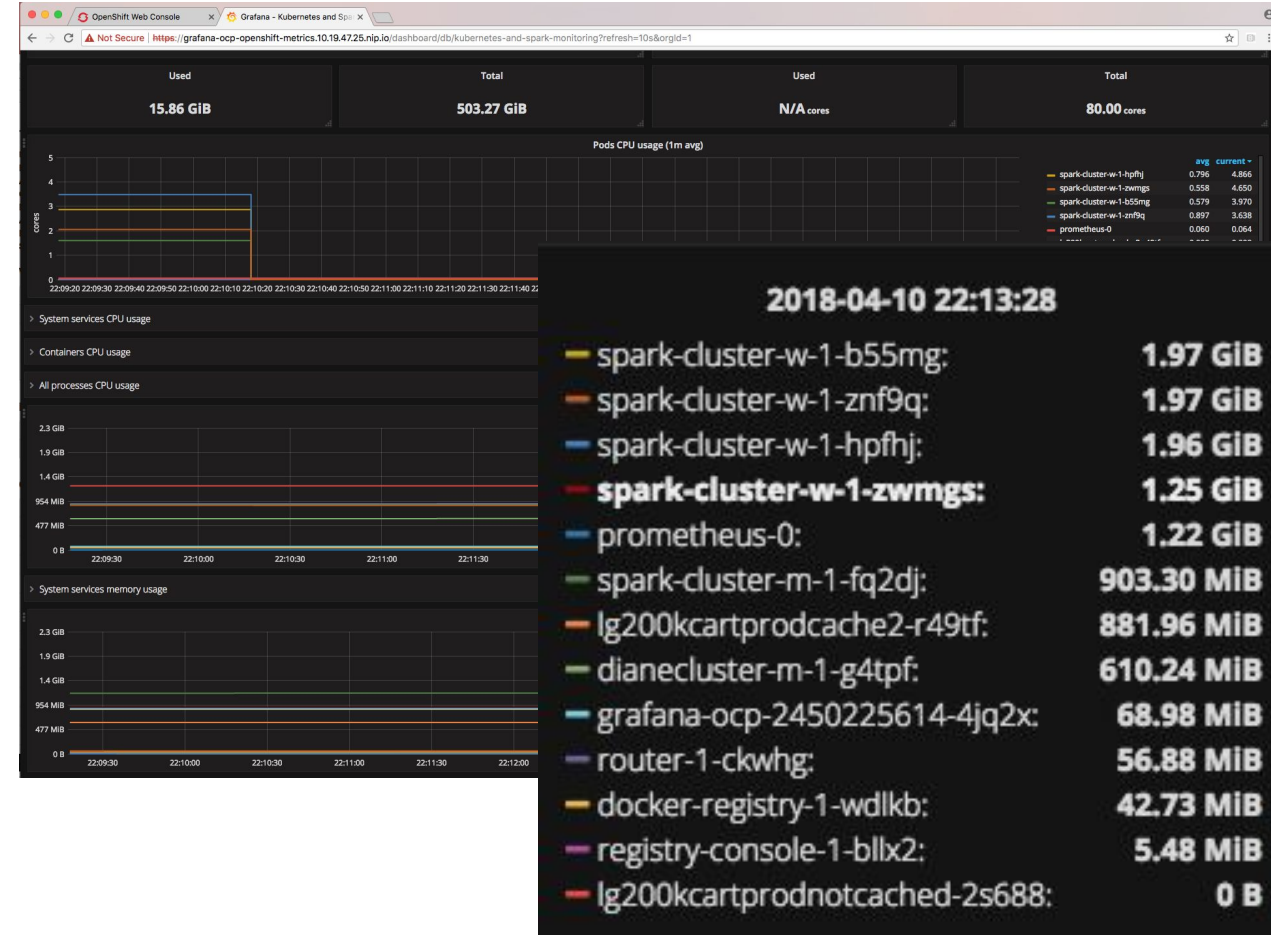 OpenShift Web Console
Grafana - Kubernetes and Spa
Not Secure | https://grafana-ocp-openshift-metrics.10.19.47.25.nip.io/dashboard/db/kubernetes-and-spark-monitoring?refresh=10s&orgId=1
Used Total Used Total
15.86 GiB 503.27 GiB N/A cores 80.00 cores
Pods CPU usage (1m avg)
cores
5
4
3
2
1
0
22:09:20 22:09:30 22:09:40 22:09:50 22:10:00 22:10:10 22:10:20 22:10:30 22:10:40 22:10:50 22:11:00 22:11:10 22:11:20 22:11:30 22:11:40
avg current
spark-cluster-w-1-hpfhj 0.796 4.866
spark-cluster-w-1-zwmgs 0.558 4.650
spark-cluster-w-1-b55mg 0.579 3.970
spark-cluster-w-1-znf9q 0.897 3.638
prometheus-0 0.060 0.064
System services CPU usage
Containers CPU usage
All processes CPU usage
2.3 GiB
1.9 GiB
1.4 GiB
954 MiB
477 MiB
0 B
22:09:30 22:10:00 22:10:30 22:11:00 22:11:30
System services memory usage
2.3 GiB
1.9 GiB
1.4 GiB
954 MiB
477 MiB
0 B
22:09:30 22:10:00 22:10:30 22:11:00 22:11:30 22:12:00
2018-04-10 22:13:28
spark-cluster-w-1-b55mg: 1.97 GiB
spark-cluster-w-1-znf9q: 1.97 GiB
spark-cluster-w-1-hpfhj: 1.96 GiB
spark-cluster-w-1-zwmgs: 1.25 GiB
prometheus-0: 1.22 GiB
spark-cluster-m-1-fq2dj: 903.30 MiB
lg200kcartprodcache2-r49tf: 881.96 MiB
dianecluster-m-1-g4tpf: 610.24 MiB
grafana-ocp-2450225614-4jq2x: 68.98 MiB
router-1-ckwhg: 56.88 MiB
docker-registry-1-wdlkb: 42.73 MiB
registry-console-1-bllx2: 5.48 MiB
lg200kcartprodnotcached-2s688: 0 B